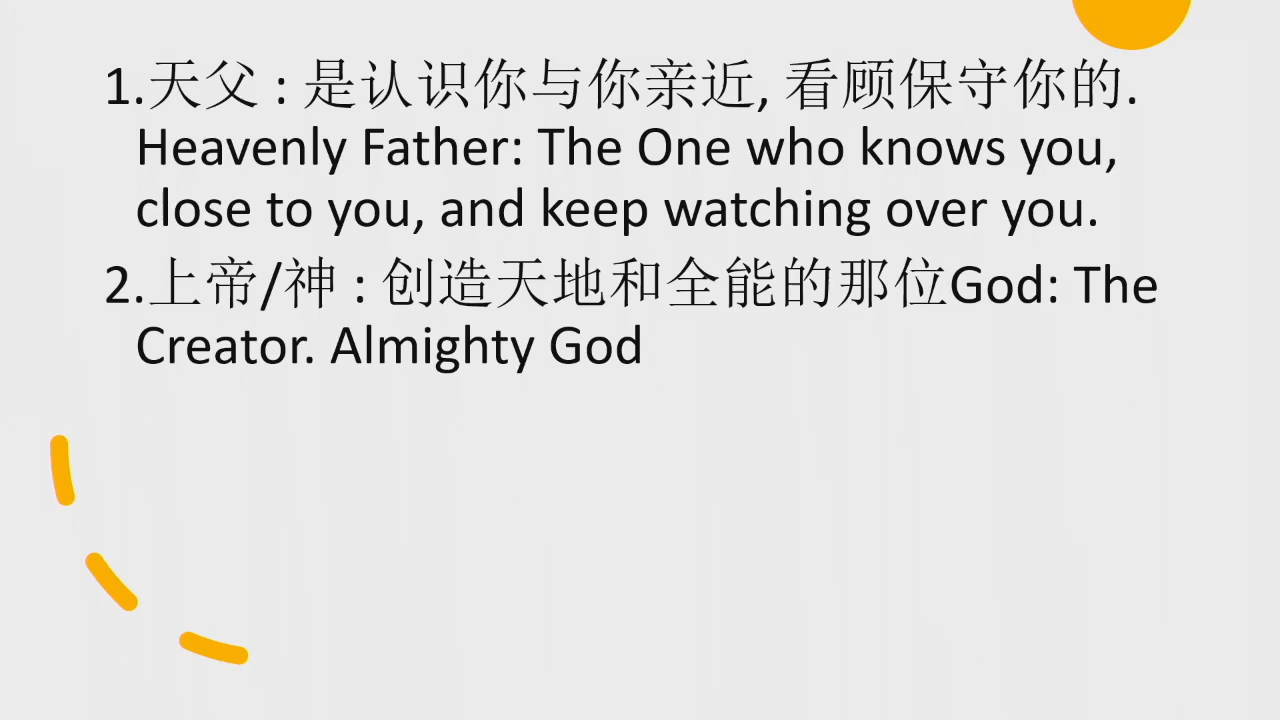 1.天父 : 是认识你与你亲近, 看顾保守你的.
Heavenly Father: The One who knows you,
close to you, and keep watching over you.
2.上帝/神 : 创造天地和全能的那位God: The
Creator. Almighty God